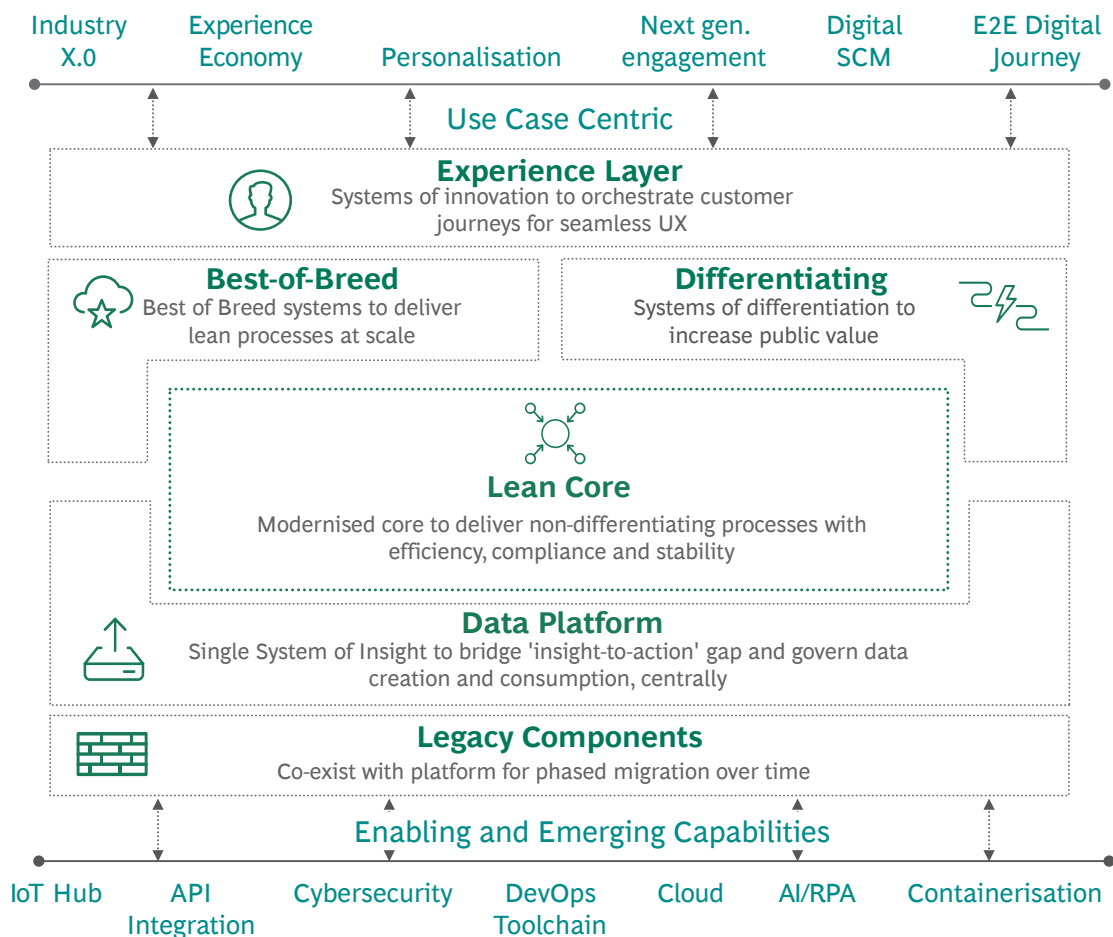 Industry
X.0
Experience
Economy
Personalisation
Next gen.
engagement
Digital
SCM
E2E Digital
Journey
Use Case Centric
Experience Layer
Systems of innovation to orchestrate customer
journeys for seamless UX
Best-of-Breed
Best of Breed systems to deliver
lean processes at scale
Differentiating
Systems of differentiation to
increase public value
Lean Core
Modernised core to deliver non-differentiating processes with
efficiency, compliance and stability
Data Platform
Single System of Insight to bridge 'insight-to-action' gap and govern data
creation and consumption, centrally
Legacy Components
Co-exist with platform for phased migration over time
Enabling and Emerging Capabilities
IoT Hub
API
Integration
Cybersecurity
DevOps
Toolchain
Cloud
AI/RPA
Containerisation